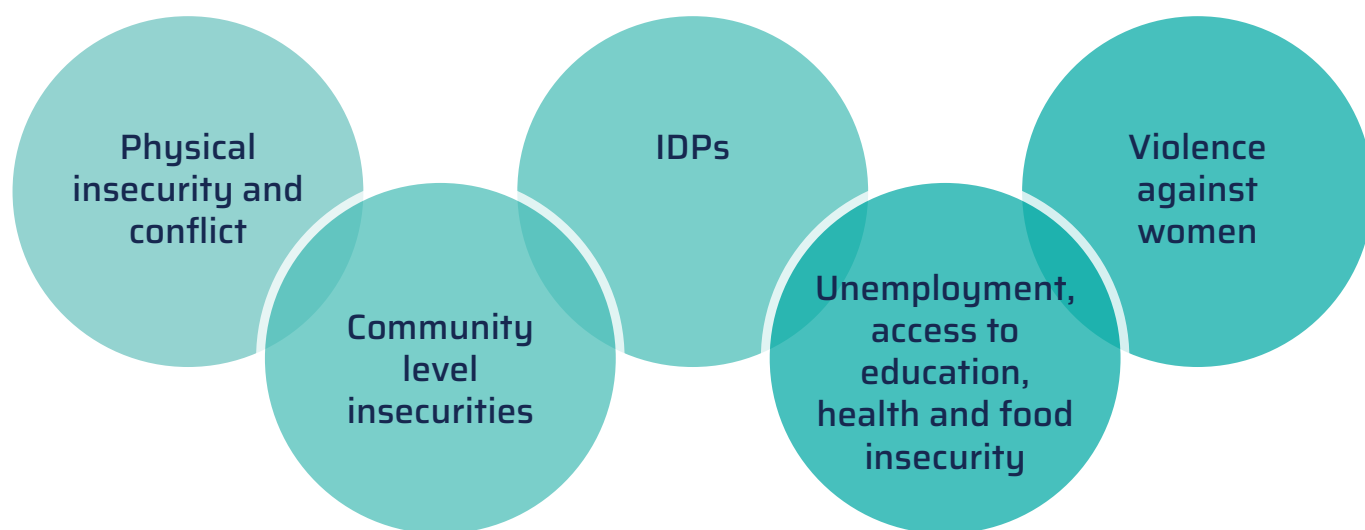 Physical
insecurity and
conflict
Community
level
insecurities
IDPs
Unemployment,
access to
education,
health and food
insecurity
Violence
against
women